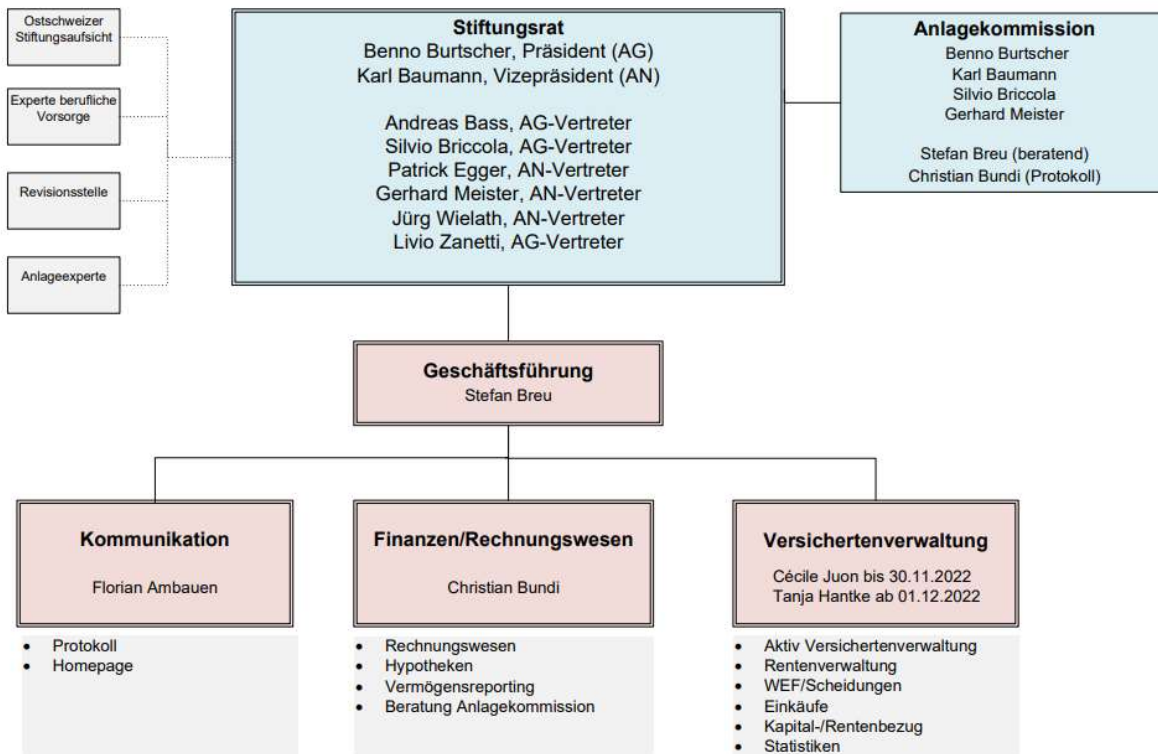 Ostschweizer
Stiftungsaufsicht
Experte berufliche
Vorsorge
Revisionsstelle
Anlageexperte
Stiftungsrat
Benno Burtscher, Präsident (AG)
Karl Baumann, Vizepräsident (AN)
Andreas Bass, AG-Vertreter
Silvio Briccola, AG-Vertreter
Patrick Egger, AN-Vertreter
Gerhard Meister, AN-Vertreter
Jürg Wielath, AN-Vertreter
Livio Zanetti, AG-Vertreter
Anlagekommission
Benno Burtscher
Karl Baumann
Silvio Briccola
Gerhard Meister
Stefan Breu (beratend)
Christian Bundi (Protokoll)
Geschäftsführung
Stefan Breu
Kommunikation
Florian Ambauen
• Protokoll
• Homepage
Finanzen/Rechnungswesen
Christian Bundi
• Rechnungswesen
• Hypotheken
• Vermögensreporting
• Beratung Anlagekommission
Versichertenverwaltung
Cécile Juon bis 30.11.2022
Tanja Hantke ab 01.12.2022
• Aktiv Versichertenverwaltung
• Rentenverwaltung
• WEF/Scheidungen
• Einkäufe
• Kapital-/Rentenbezug
• Statistiken